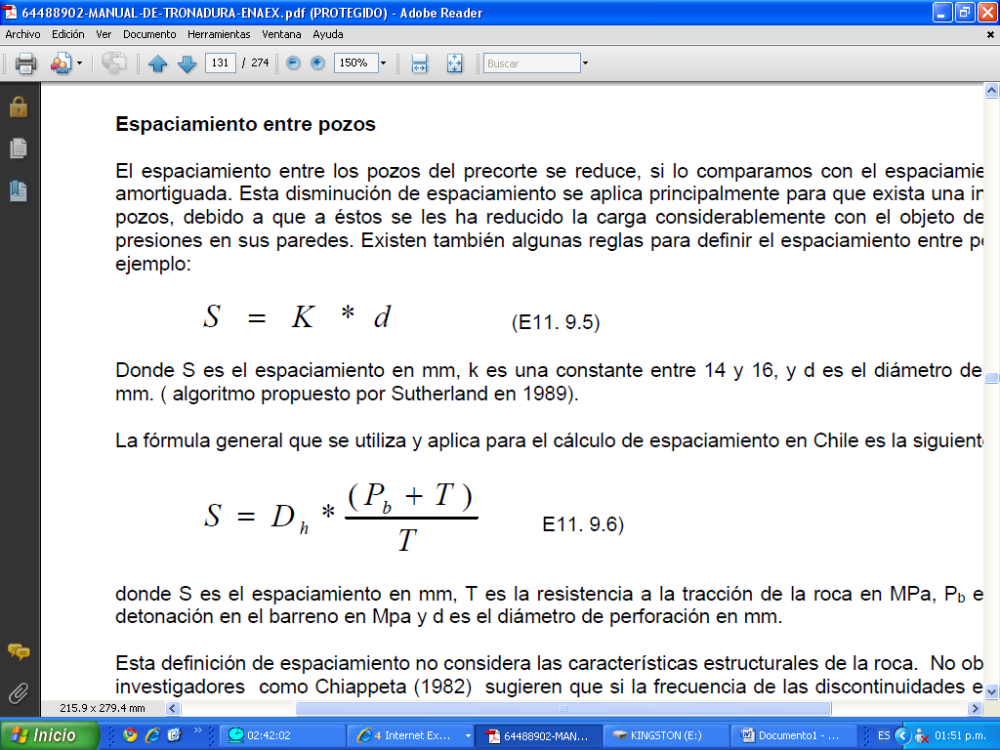 64488902-MANUAL-DE-TRONADURA-ENAEX.pdf (PROTEGIDO) - Adobe Reader
Archivo Edición Ver Documento Herramientas Ventana Ayuda
131 / 274 150% Buscar
Espaciamiento entre pozos
El espaciamiento entre los pozos del precorte se reduce, si lo comparamos con el espaciamie
amortiguada. Esta disminución de espaciamiento se aplica principalmente para que exista una in
pozos, debido a que a éstos se les ha reducido la carga considerablemente con el objeto de
presiones en sus paredes. Existen también algunas reglas para definir el espaciamiento entre po
ejemplo:
S = K * d (E11. 9.5)
Donde S es el espaciamiento en mm, k es una constante entre 14 y 16, y d es el diámetro de
mm. ( algoritmo propuesto por Sutherland en 1989).
La fórmula general que se utiliza y aplica para el cálculo de espaciamiento en Chile es la siguiente
S = D_h * (P_b + T) / T E11. 9.6)
donde S es el espaciamiento en mm, T es la resistencia a la tracción de la roca en MPa, P_b e
detonación en el barreno en Mpa y d es el diámetro de perforación en mm.
Esta definición de espaciamiento no considera las características estructurales de la roca. No ob
investigadores como Chiappeta (1982) sugieren que si la frecuencia de las discontinuidades e
215.9 x 279.4 mm
Inicio » 02:42:02 4 Internet Ex... 64488902-MAN... KINGSTON (E:) Documento1 - ... ES 01:51 p.m.